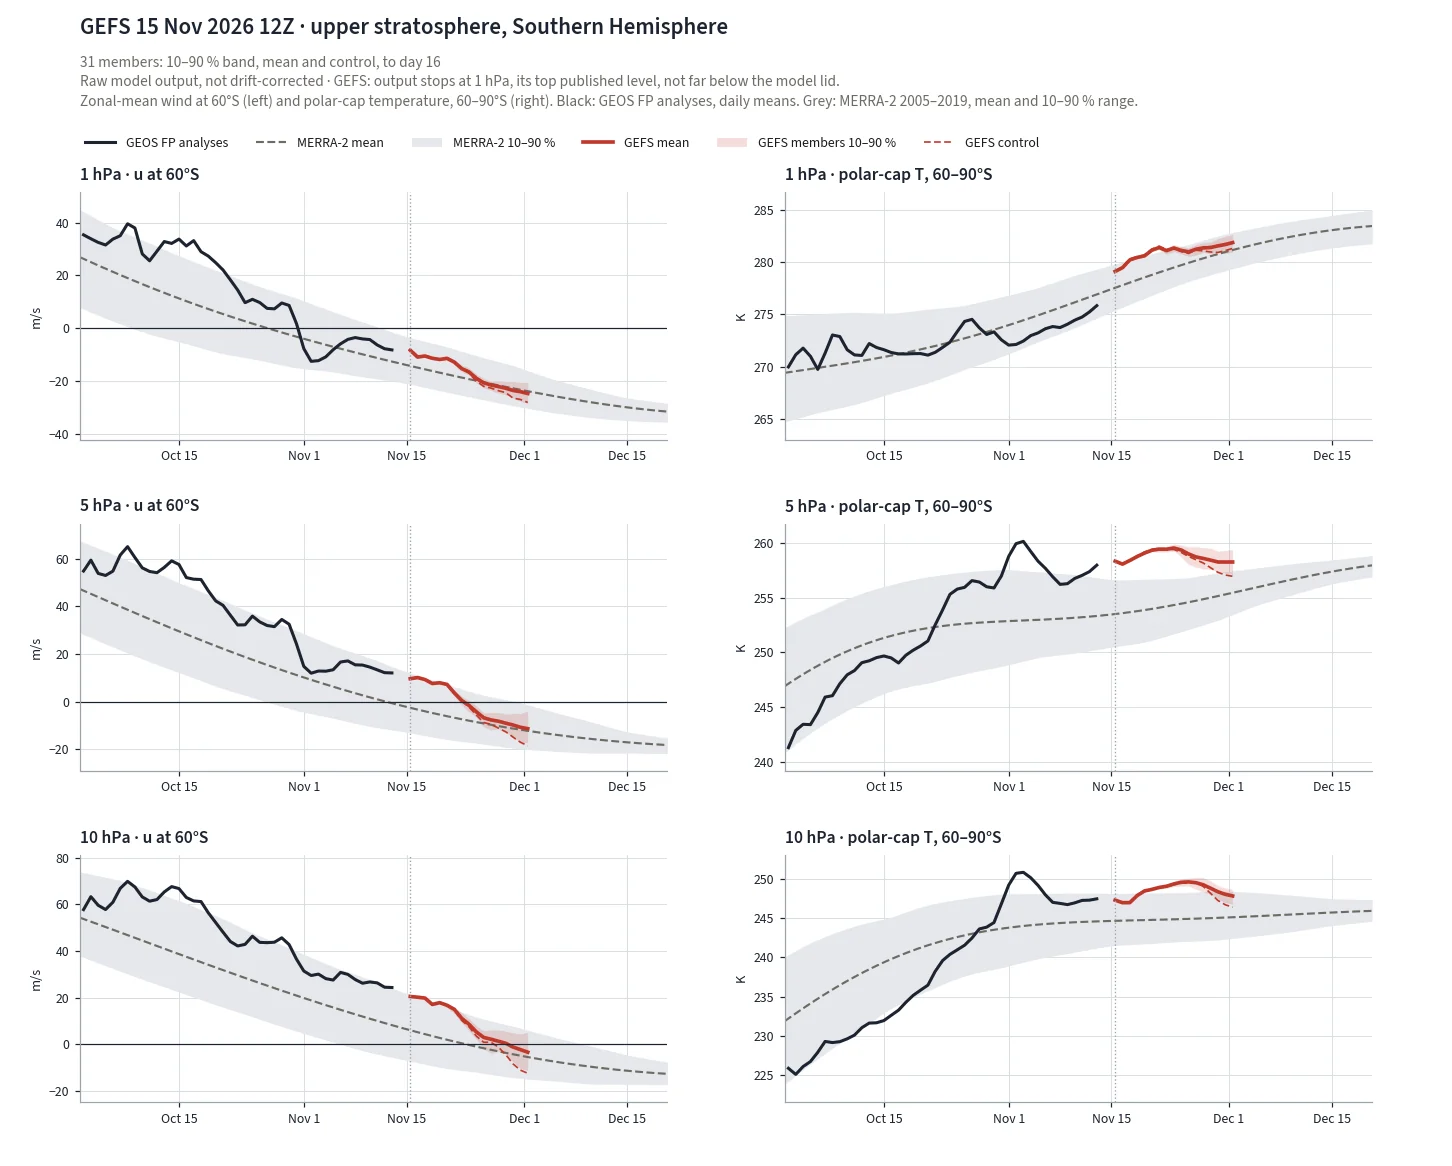 GEFS 15 Nov 2026 12Z · upper stratosphere, Southern Hemisphere
31 members: 10–90 % band, mean and control, to day 16
Raw model output, not drift-corrected · GEFS: output stops at 1 hPa, its top published level, not far below the model lid.
Zonal-mean wind at 60°S (left) and polar-cap temperature, 60–90°S (right). Black: GEOS FP analyses, daily means. Grey: MERRA-2 2005–2019, mean and 10–90 % range.
GEOS FP analyses MERRA-2 mean MERRA-2 10–90 % GEFS mean GEFS members 10–90 % GEFS control
1 hPa · u at 60°S
40
20
0
−20
−40
m/s
Oct 15 Nov 1 Nov 15 Dec 1 Dec 15
1 hPa · polar-cap T, 60–90°S
285
280
275
270
265
K
Oct 15 Nov 1 Nov 15 Dec 1 Dec 15
5 hPa · u at 60°S
60
40
20
0
−20
m/s
Oct 15 Nov 1 Nov 15 Dec 1 Dec 15
5 hPa · polar-cap T, 60–90°S
260
255
250
245
240
K
Oct 15 Nov 1 Nov 15 Dec 1 Dec 15
10 hPa · u at 60°S
80
60
40
20
0
−20
m/s
Oct 15 Nov 1 Nov 15 Dec 1 Dec 15
10 hPa · polar-cap T, 60–90°S
250
245
240
235
230
225
K
Oct 15 Nov 1 Nov 15 Dec 1 Dec 15